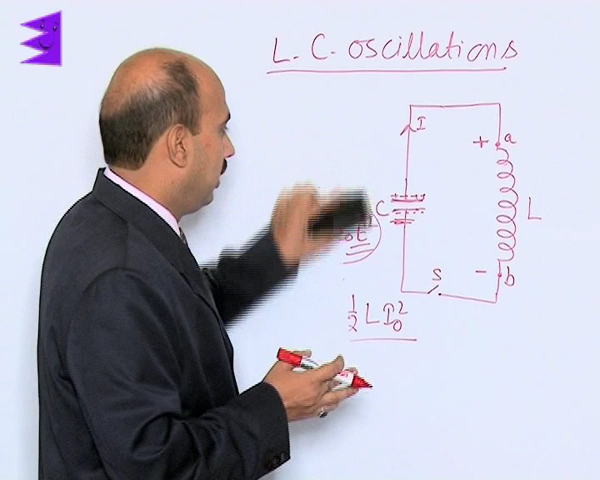 L. C. oscillations
I
+ a
C
L
- b
S
½ L I₀²